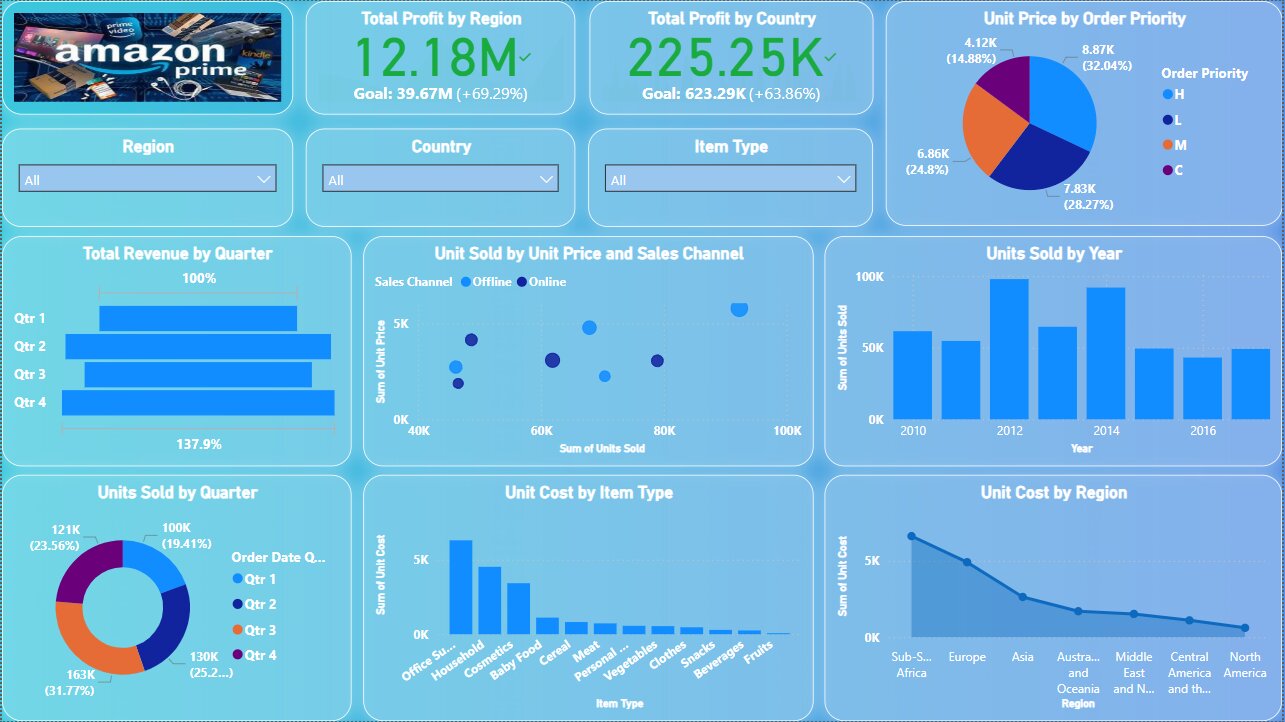 prime
video
amazon
prime
kindle
Total Profit by Region
12.18M
Goal: 39.67M (+69.29%)
Total Profit by Country
225.25K
Goal: 623.29K (+63.86%)
Unit Price by Order Priority
4.12K
(14.88%)
8.87K
(32.04%)
6.86K
(24.8%)
7.83K
(28.27%)
Order Priority
H
L
M
C
Region
All
Country
All
Item Type
All
Total Revenue by Quarter
100%
Qtr 1
Qtr 2
Qtr 3
Qtr 4
137.9%
Unit Sold by Unit Price and Sales Channel
Sales Channel Offline Online
Sum of Unit Price
5K
0K
40K 60K 80K 100K
Sum of Units Sold
Units Sold by Year
Sum of Units Sold
100K
50K
0K
2010 2012 2014 2016
Year
Units Sold by Quarter
121K
(23.56%)
100K
(19.41%)
163K
(31.77%)
130K
(25.2...)
Order Date Q...
Qtr 1
Qtr 2
Qtr 3
Qtr 4
Unit Cost by Item Type
Sum of Unit Cost
5K
0K
Office Su...
Household
Cosmetics
Baby Food
Cereal
Meat
Personal ...
Vegetables
Clothes
Snacks
Beverages
Fruits
Item Type
Unit Cost by Region
Sum of Unit Cost
5K
0K
Sub-S...
Africa
Europe
Asia
Austra...
and
Oceania
Middle
East
and N...
Central
America
and th...
North
America
Region